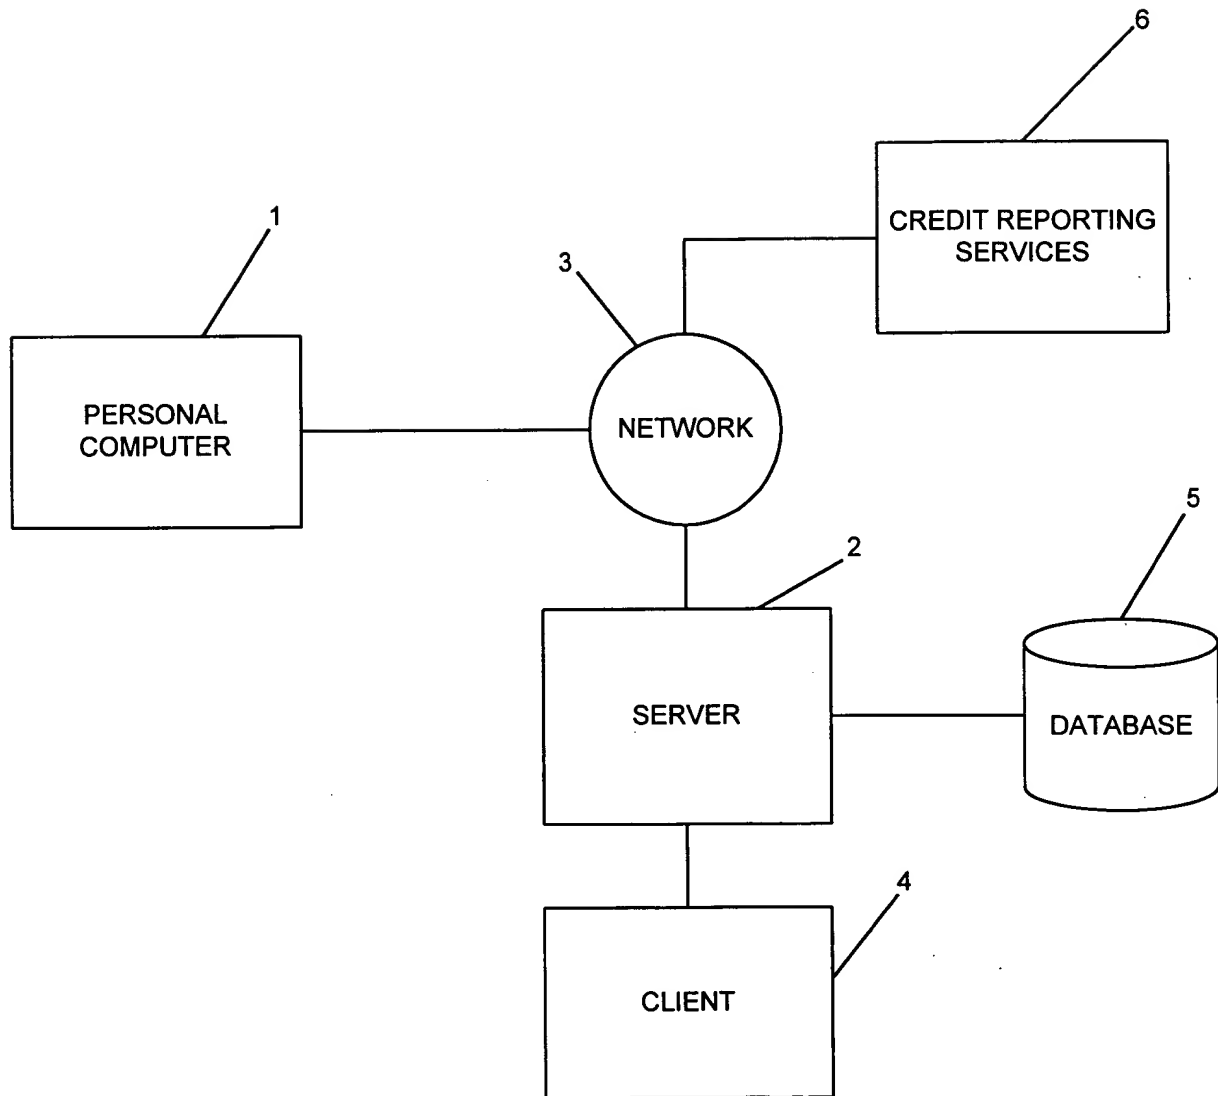 6
CREDIT REPORTING
SERVICES
1
3
PERSONAL
COMPUTER
NETWORK
5
2
SERVER
DATABASE
4
CLIENT